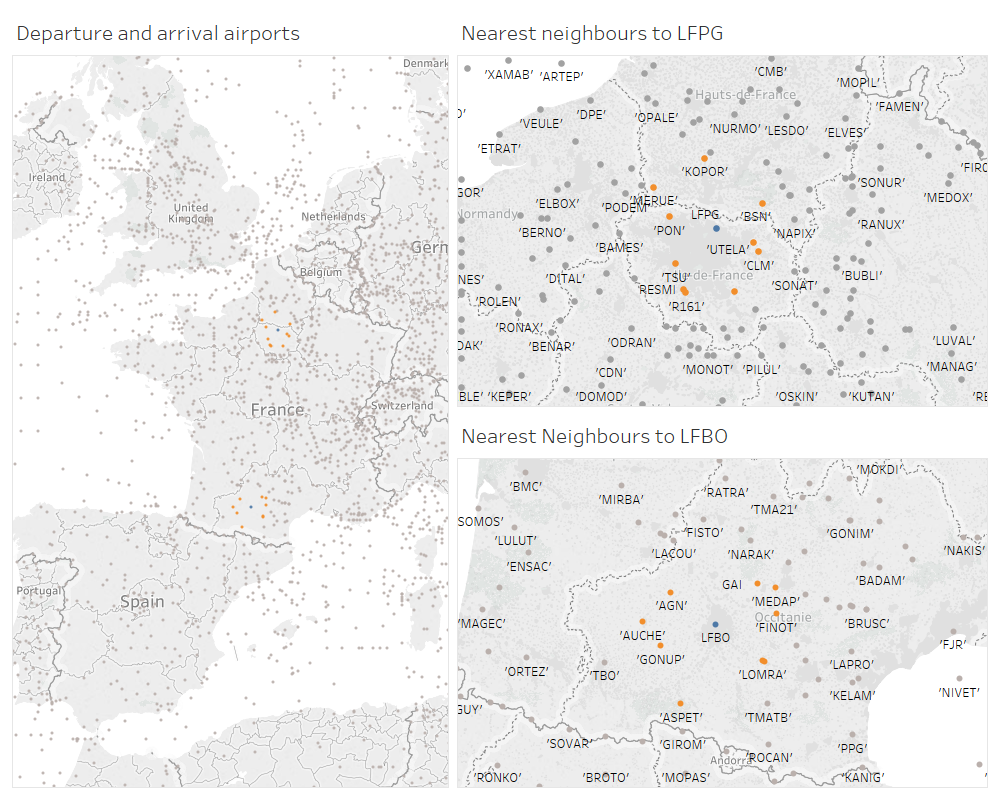 Departure and arrival airports
Denmark
Ireland
United
Kingdom
Netherlands
Germ
Belgium
France
Switzerland
Portugal
Spain
Nearest neighbours to LFPG
'XAMAB' 'ARTEP'
'CMB'
'MOPIL'
Hauts-de-France
'FAMEN'
'DPE'
'OPALE'
'VEULE'
'NURMO' 'LESDO'
'ELVES'
'ETRAT'
'FIRO
'KOPOR'
GOR'
'SONUR'
'MEDOX'
'ELBOX'
'PODEM'
'MERUE'
Normandy
LFPG
'BSN'
'BERNO'
'PON'
'NAPIX'
'RANUX'
'BAMES'
'UTELA'
'CLM'
NES'
'DITAL'
'TSU'
Île-de-France
'BUBLI'
RESMI
'SONAT'
'ROLEN'
'R161'
'RONAX'
OAK'
'BENAR'
'ODRAN'
'LUVAL'
'CDN'
'MONOT'
'PILUL'
'MANAG'
BLE'
'KEPER'
'DOMOD'
'OSKIN'
'KUTAN'
'RE
Nearest Neighbours to LFBO
'MOKDI'
'BMC'
'MIRBA'
'RATRA'
'TMA21'
SOMOS'
'LULUT'
'FISTO'
'GONIM'
'LACOU'
'NARAK'
'NAKIS'
'ENSAC'
GAI
'BADAM'
'AGN'
'MEDAP'
Occitanie
'MAGEC'
'AUCHE'
LFBO
'FINOT'
'BRUSC'
'FJR'
'GONUP'
'ORTEZ'
'TBO'
'LOMRA'
'LAPRO'
'KELAM'
'NIVET'
GUY'
'ASPET'
'TMATB'
'SOVAR'
'GIROM'
'PPG'
Andorra
'ROCAN'
'RONKO'
'BROTO'
'MOPAS'
'KANIG'